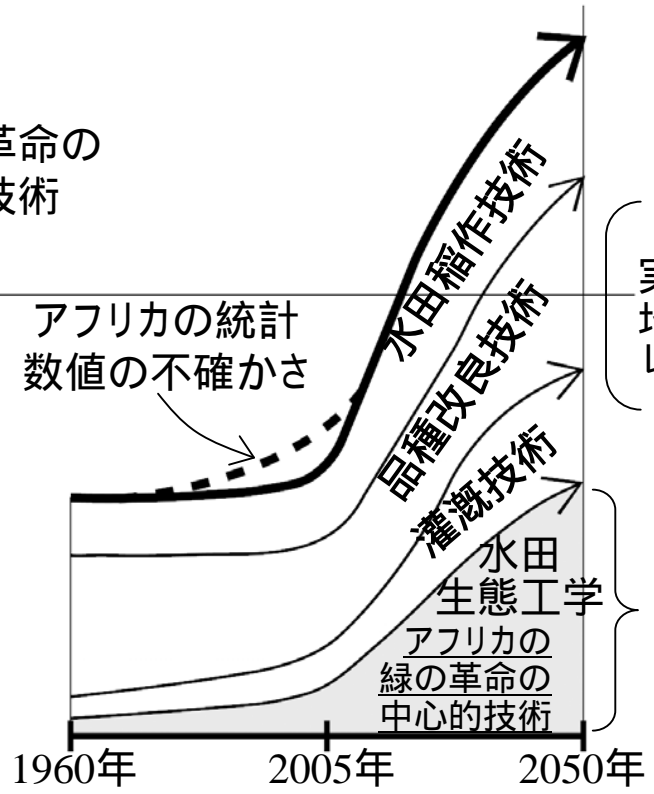 革命の
技術
アフリカの統計
数値の不確かさ
水田稲作技術
品種改良技術
灌漑技術
水田
生態工学
アフリカの
緑の革命の
中心的技術
1960年
2005年
2050年